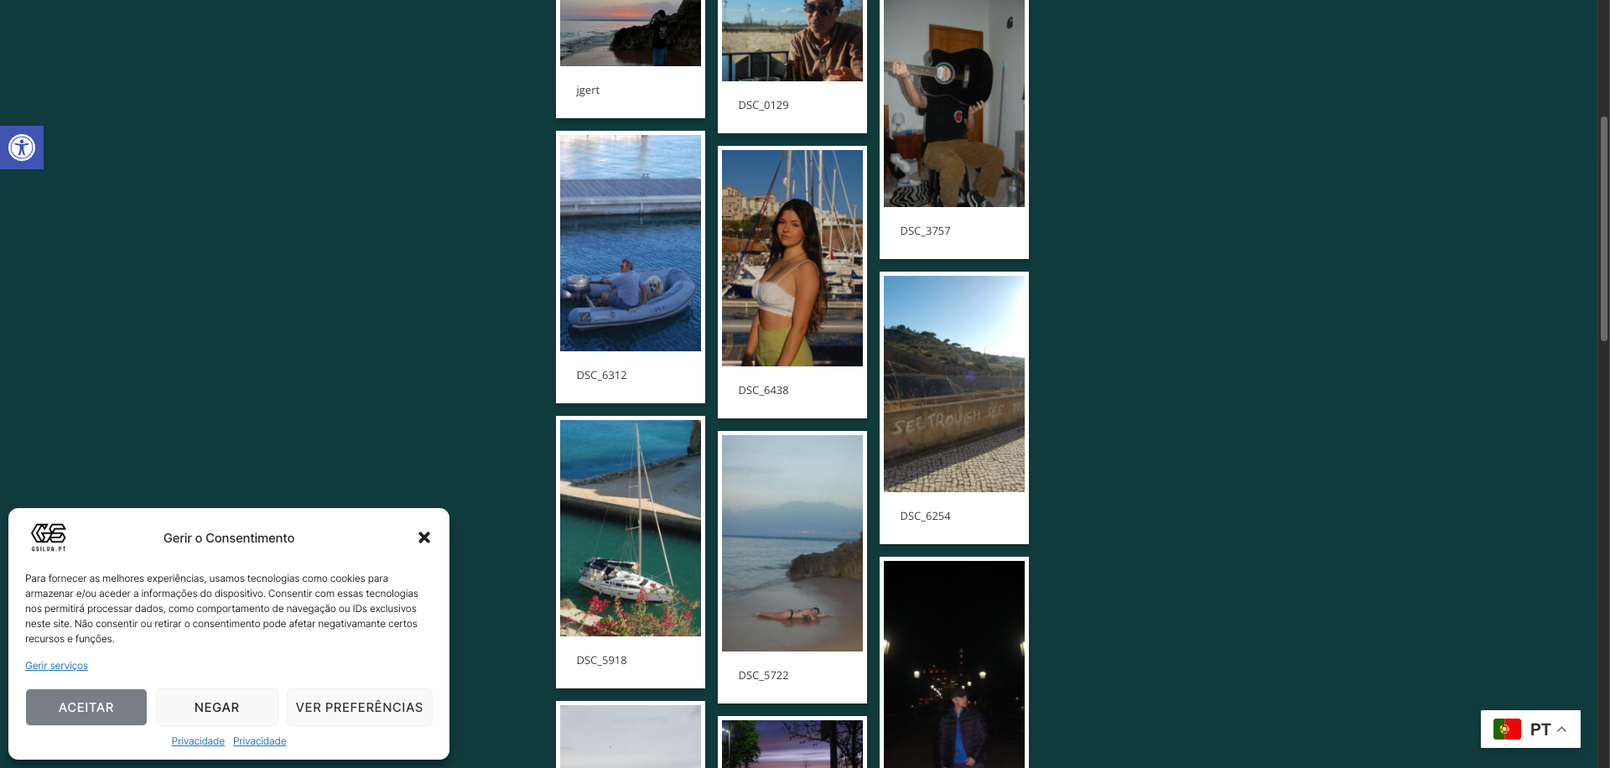 jgert
DSC_0129
DSC_3757
DSC_6312
DSC_6438
SEE TROUGH SEE
DSC_6254
DSC_5918
DSC_5722
GSILVA.PT
Gerir o Consentimento
Para fornecer as melhores experiências, usamos tecnologias como cookies para
armazenar e/ou aceder a informações do dispositivo. Consentir com essas tecnologias
nos permitirá processar dados, como comportamento de navegação ou IDs exclusivos
neste site. Não consentir ou retirar o consentimento pode afetar negativamante certos
recursos e funções.
Gerir serviços
ACEITAR
NEGAR
VER PREFERÊNCIAS
Privacidade Privacidade
PT